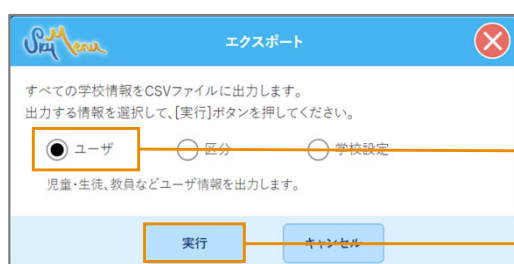 SkyMenu
エクスポート
すべての学校情報をCSVファイルに出力します。
出力する情報を選択して、[実行]ボタンを押してください。
ユーザ 区分 学校設定
児童・生徒、教員などユーザ情報を出力します。
実行 キャンセル